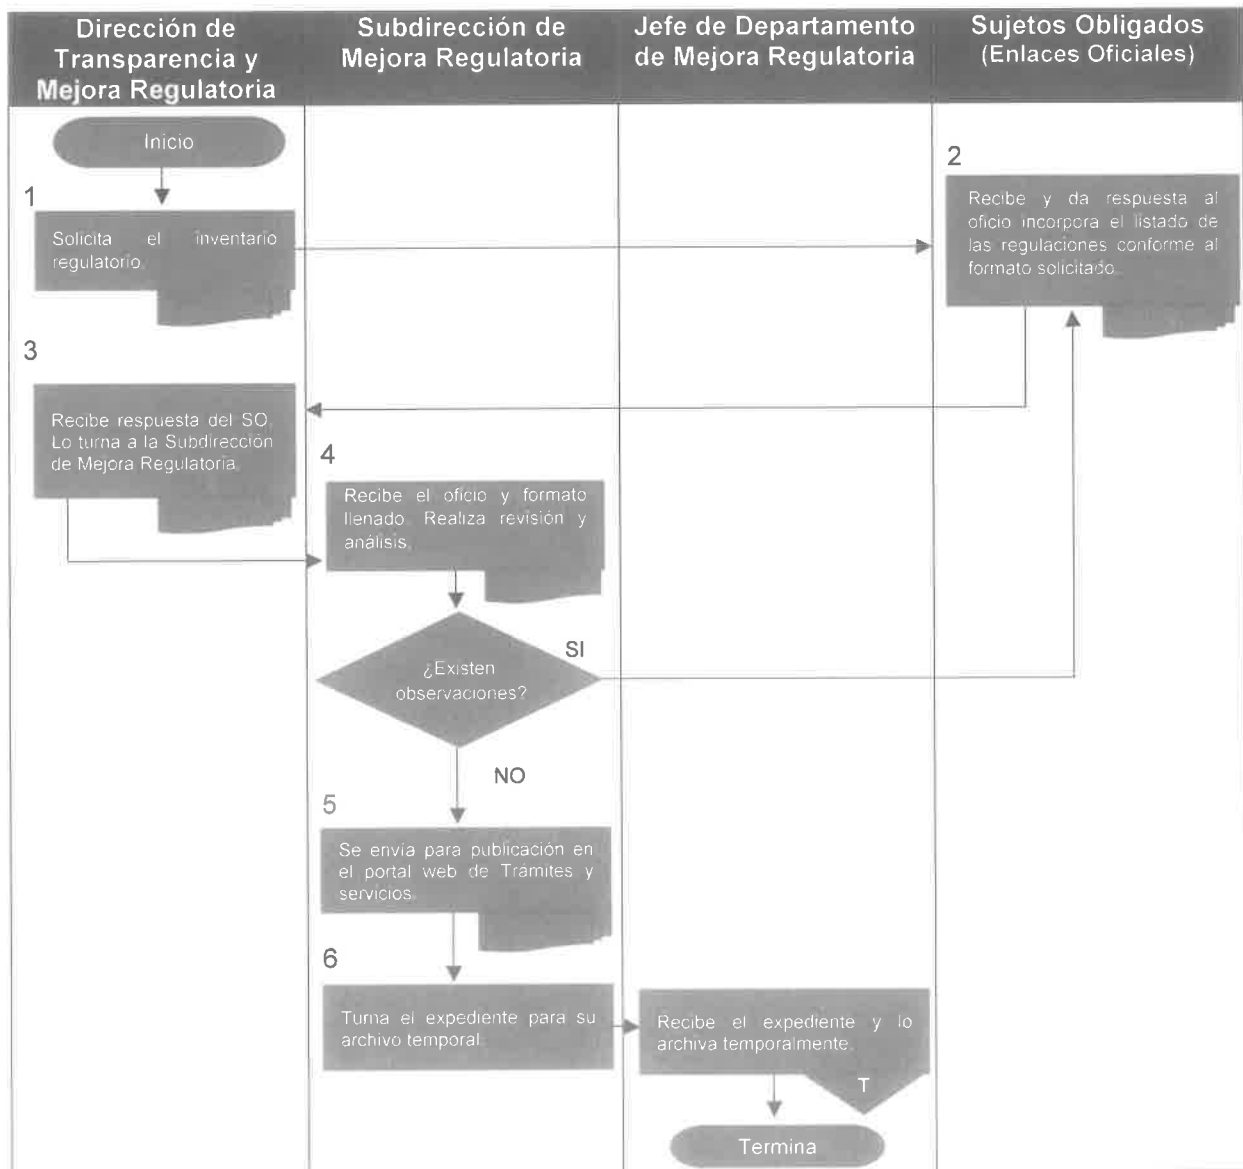 Dirección de
Transparencia y
Mejora Regulatoria
Subdirección de
Mejora Regulatoria
Jefe de Departamento
de Mejora Regulatoria
Sujetos Obligados
(Enlaces Oficiales)
Inicio
1
Solicita el inventario
regulatorio.
2
Recibe y da respuesta al
oficio incorpora el listado de
las regulaciones conforme al
formato solicitado.
3
Recibe respuesta del SO.
Lo turna a la Subdirección
de Mejora Regulatoria.
4
Recibe el oficio y formato
llenado. Realiza revisión y
análisis.
¿Existen
observaciones?
SI
NO
5
Se envía para publicación en
el portal web de Trámites y
servicios.
6
Turna el expediente para su
archivo temporal.
Recibe el expediente y lo
archiva temporalmente.
T
Termina